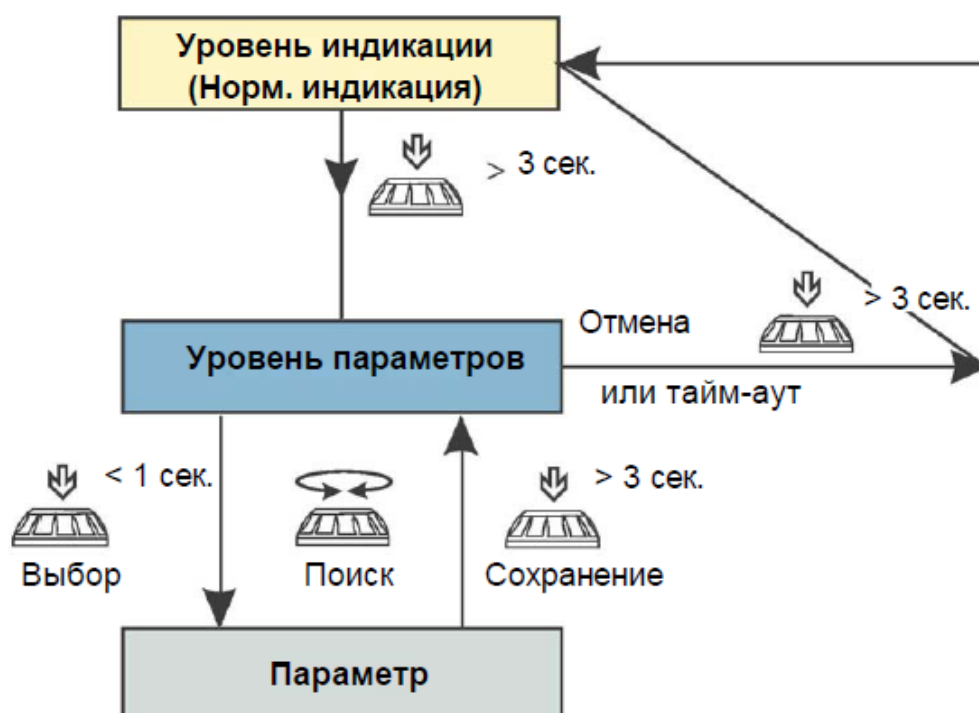 Уровень индикации
(Норм. индикация)
> 3 сек.
> 3 сек.
Отмена
Уровень параметров
или тайм-аут
< 1 сек.
> 3 сек.
Выбор
Поиск
Сохранение
Параметр